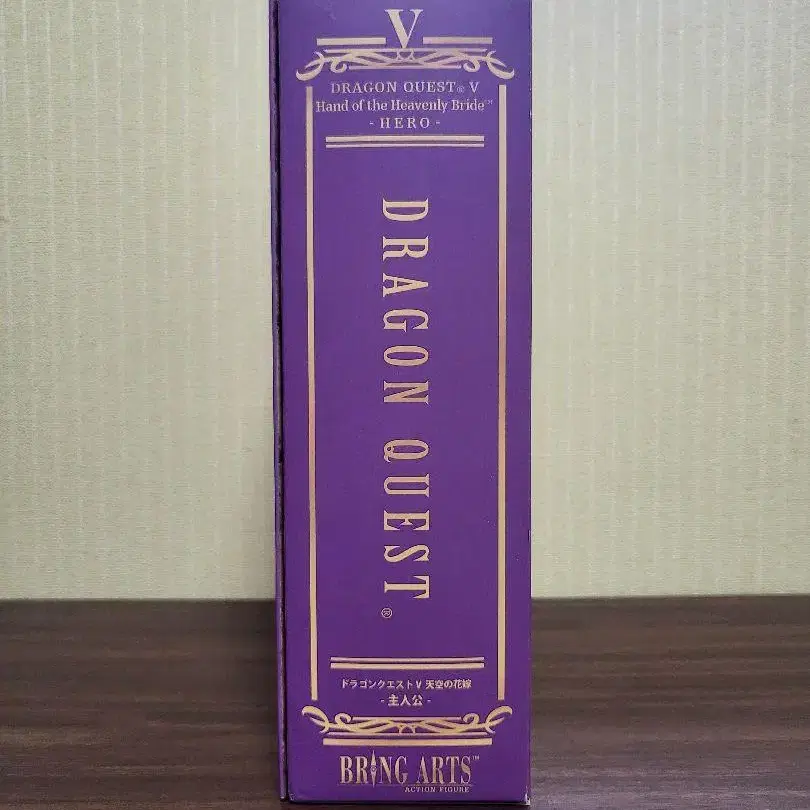 V
DRAGON QUEST® V
Hand of the Heavenly Bride™
- HERO -
DRAGON QUEST®
ドラゴンクエストV 天空の花嫁
- 主人公 -
BRING ARTS™
ACTION FIGURE